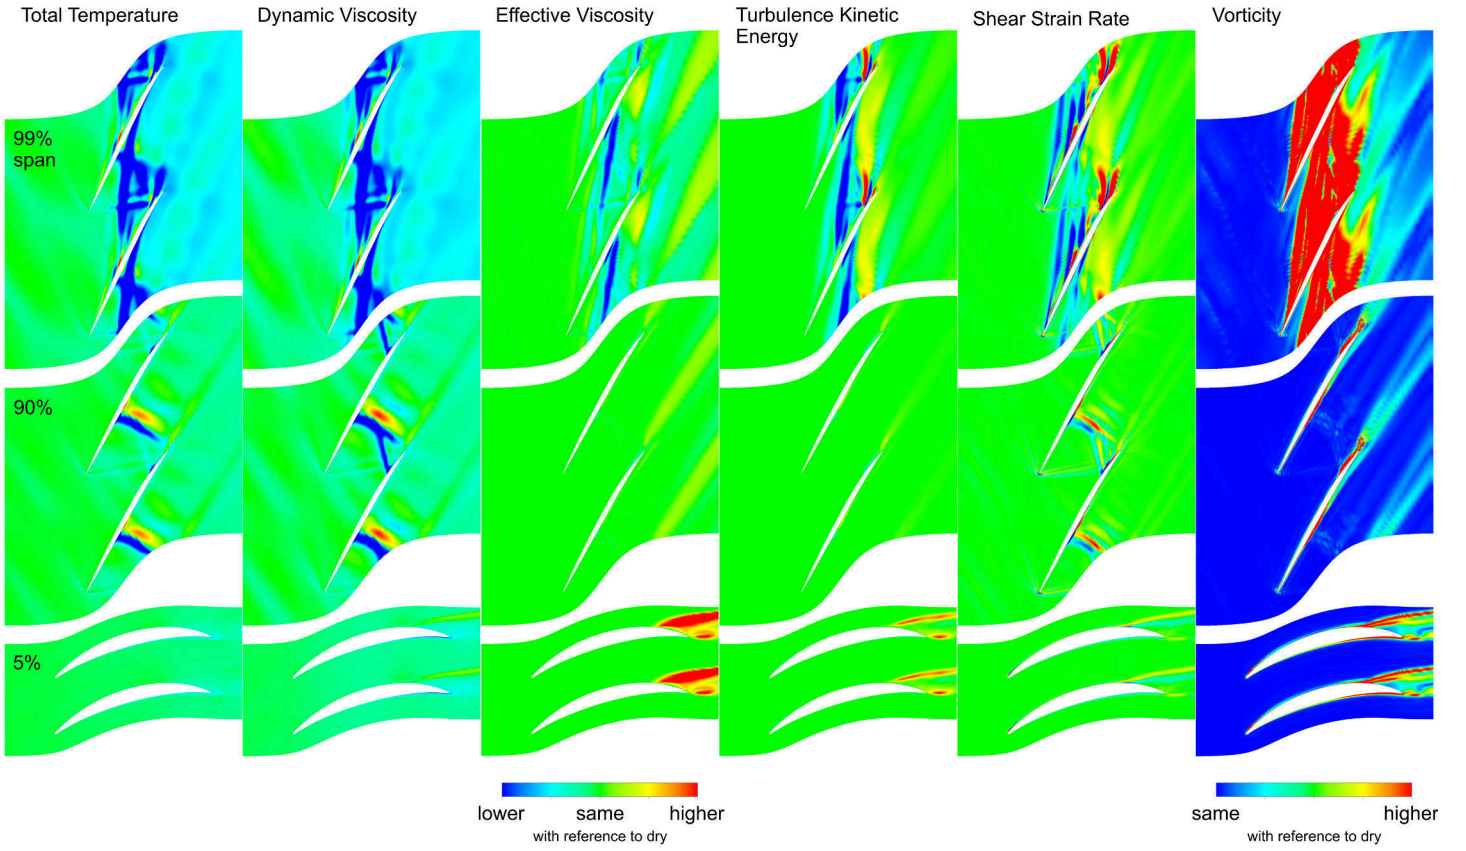 Total Temperature
Dynamic Viscosity
Effective Viscosity
Turbulence Kinetic
Energy
Shear Strain Rate
Vorticity
99%
span
90%
5%
lower same higher
with reference to dry
same higher
with reference to dry